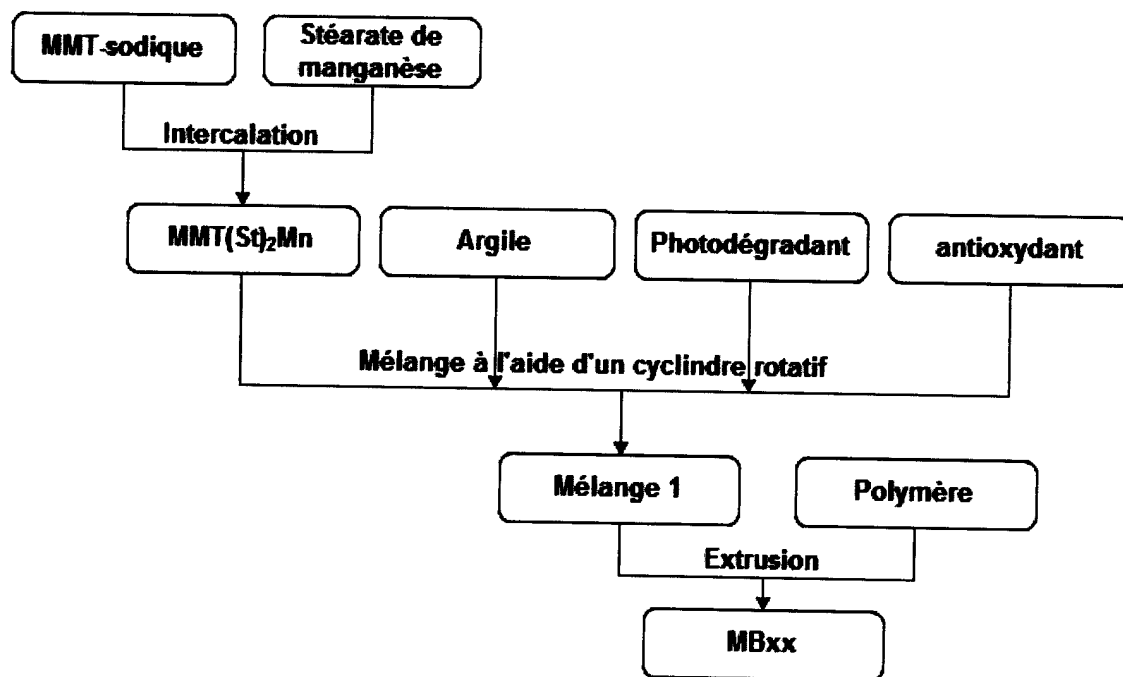 MMT-sodique
Stéarate de
manganèse
Intercalation
MMT(St)₂Mn
Argile
Photodégradant
antioxydant
Mélange à l'aide d'un cyclindre rotatif
Mélange 1
Polymère
Extrusion
MBxx